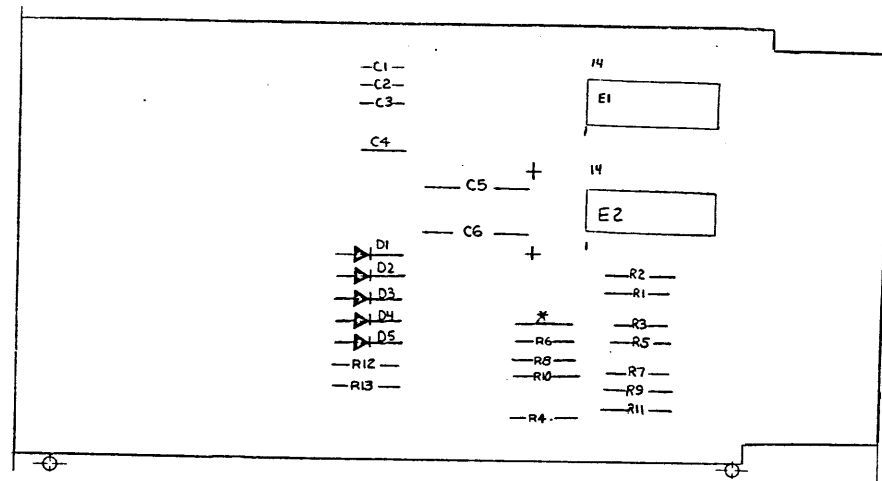 C1
C2
C3
C4
C5
C6
14
E1
1
14
E2
1
D1
D2
D3
D4
D5
R12
R13
*
R6
R8
R10
R4.
R2
R1
R3
R5
R7
R9
R11